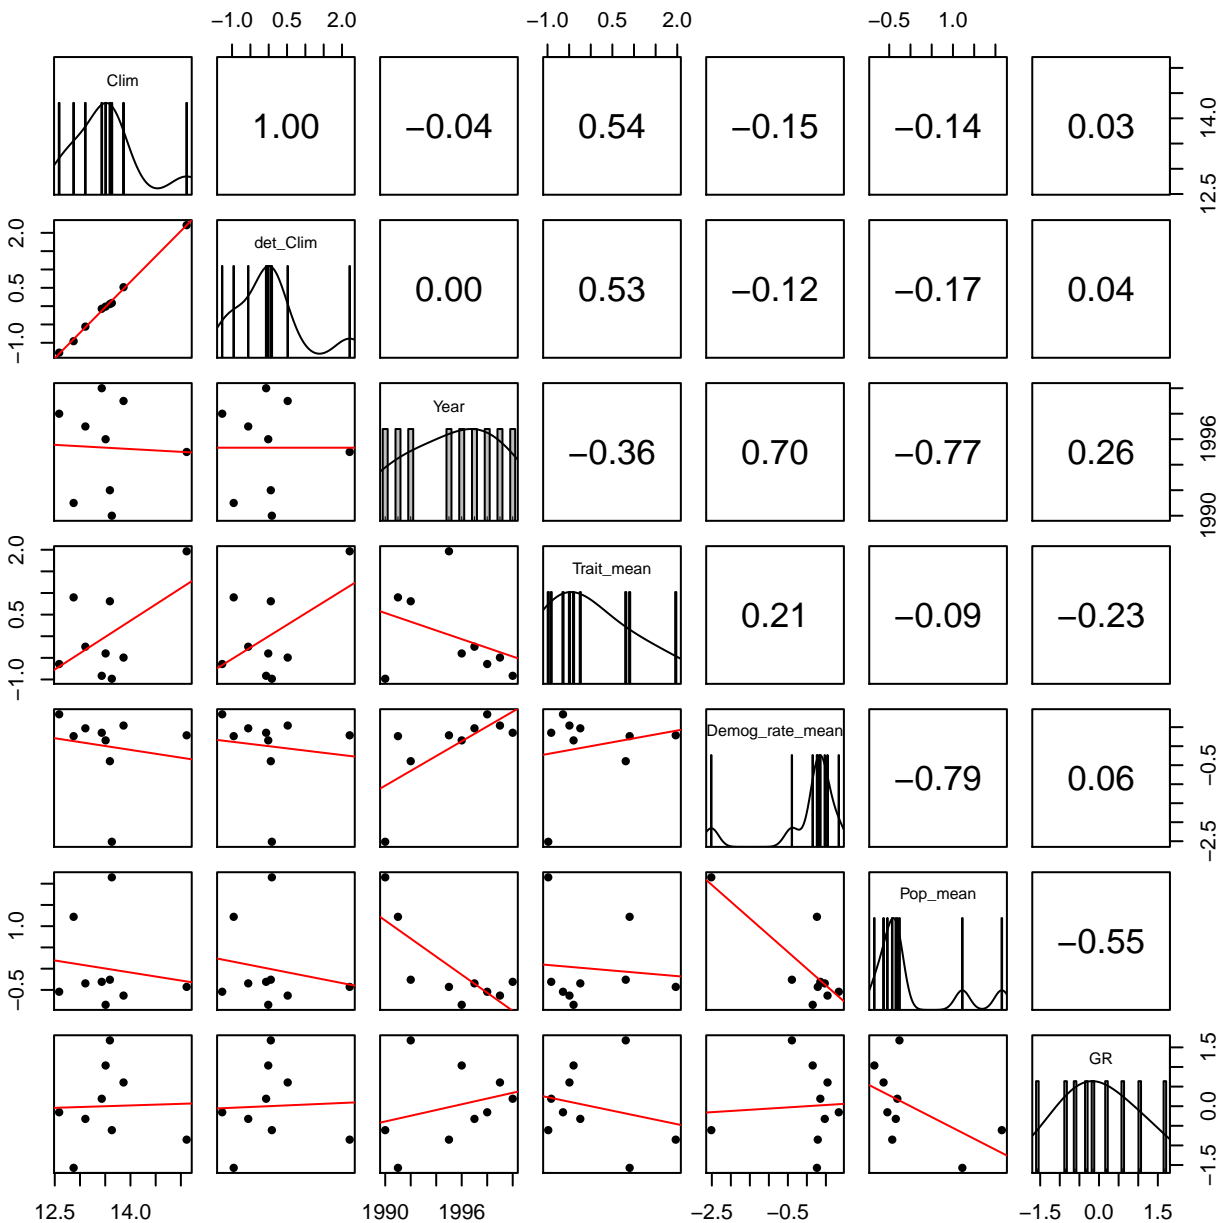 −1.0 0.5 2.0 −1.0 0.5 2.0 −0.5 1.0
Clim 1.00 −0.04 0.54 −0.15 −0.14 0.03 12.5 14.0
−1.0 0.5 2.0 det_Clim 0.00 0.53 −0.12 −0.17 0.04
Year −0.36 0.70 −0.77 0.26 1990 1996
−1.0 0.5 2.0 Trait_mean 0.21 −0.09 −0.23
Demog_rate_mean −0.79 0.06 −2.5 −0.5
−0.5 1.0 Pop_mean −0.55
GR −1.5 0.0 1.5
12.5 14.0 1990 1996 −2.5 −0.5 −1.5 0.0 1.5